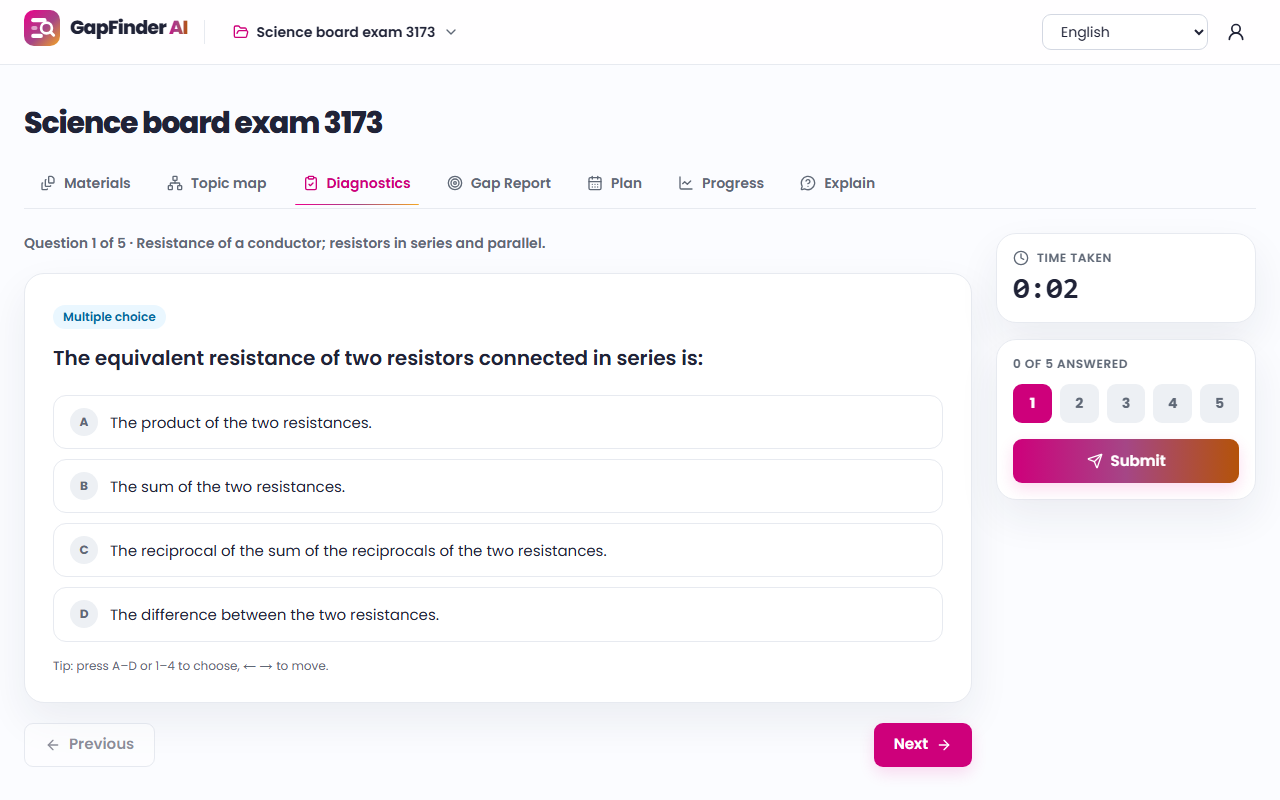 GapFinder AI
Science board exam 3173
English
Science board exam 3173
Materials
Topic map
Diagnostics
Gap Report
Plan
Progress
Explain
Question 1 of 5 · Resistance of a conductor; resistors in series and parallel.
Multiple choice
The equivalent resistance of two resistors connected in series is:
A The product of the two resistances.
B The sum of the two resistances.
C The reciprocal of the sum of the reciprocals of the two resistances.
D The difference between the two resistances.
Tip: press A–D or 1–4 to choose, ← → to move.
← Previous
Next →
TIME TAKEN
0:02
0 OF 5 ANSWERED
1 2 3 4 5
Submit